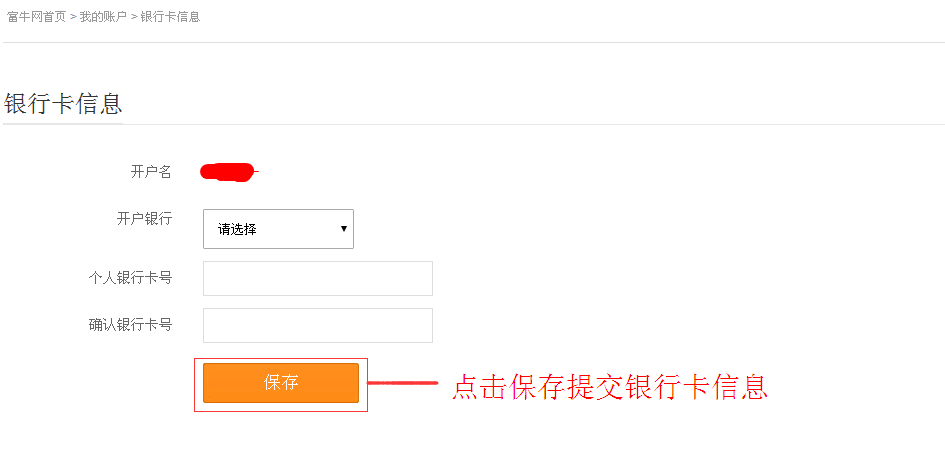 富牛网首页 > 我的账户 > 银行卡信息
银行卡信息
开户名
开户银行 请选择
个人银行卡号
确认银行卡号
保存 点击保存提交银行卡信息